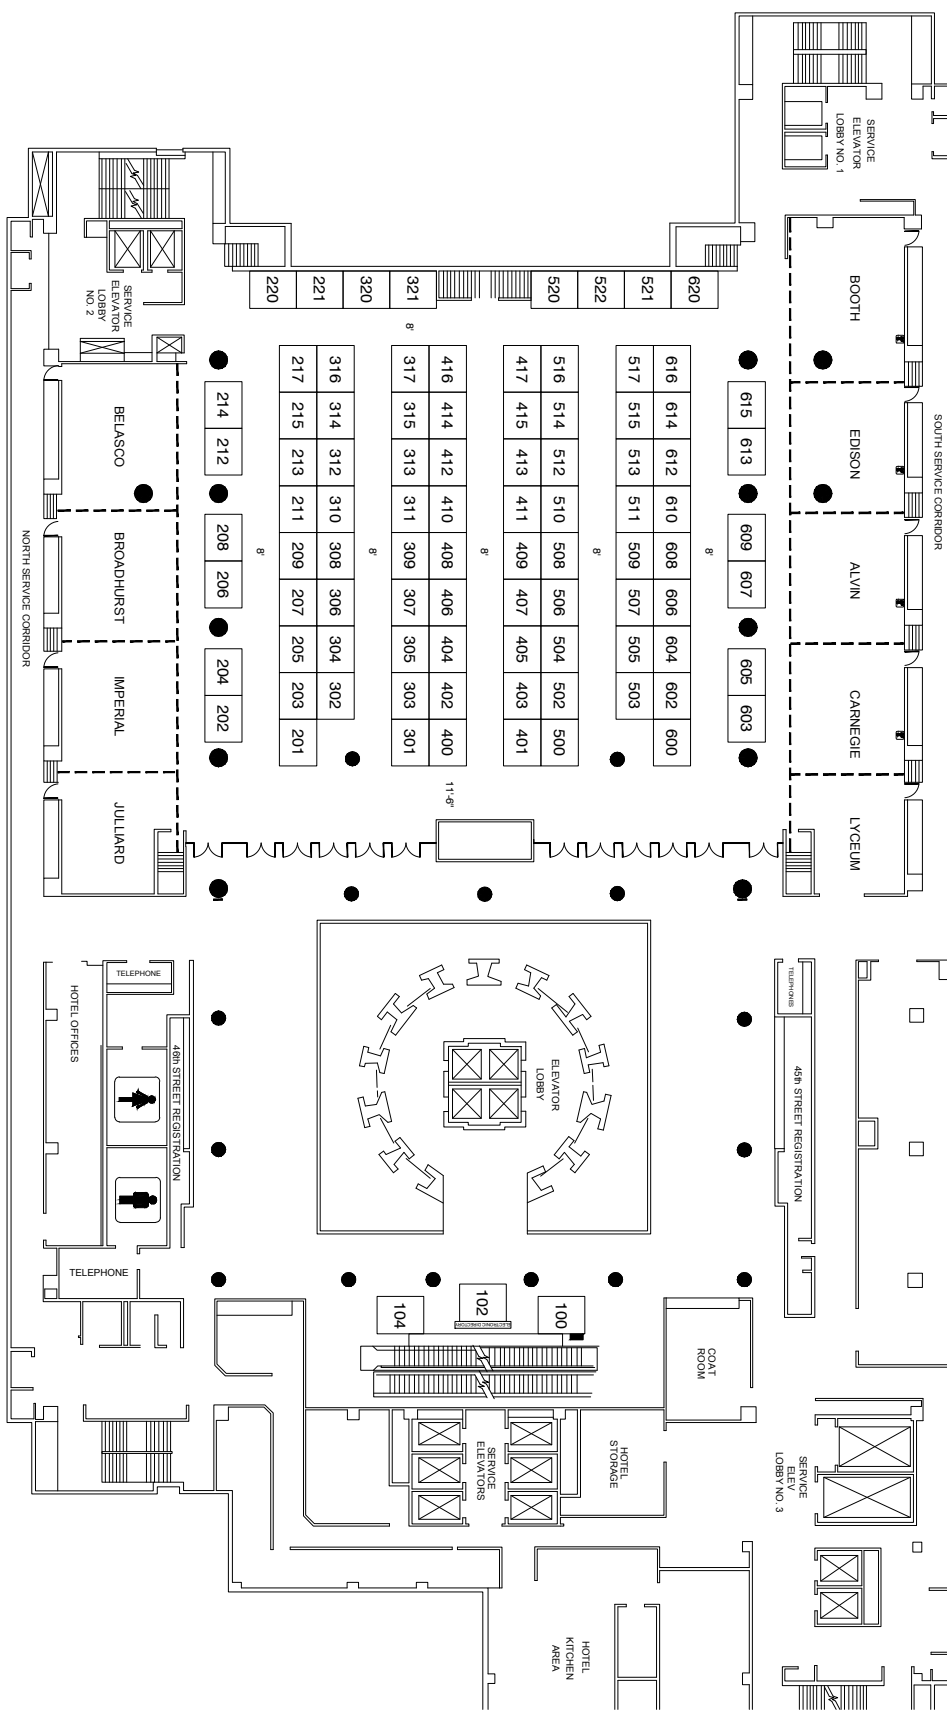 SERVICE
ELEVATOR
LOBBY NO. 1
SERVICE
ELEVATOR
LOBBY
NO. 2
220
221
320
321
520
522
521
620
8'
BOOTH
EDISON
ALVIN
CARNEGIE
LYCEUM
SOUTH SERVICE CORRIDOR
BELASCO
BROADHURST
IMPERIAL
JULLIARD
NORTH SERVICE CORRIDOR
217 316 317 416 417 516 517 616
214 215 314 315 414 415 514 515 614 615
212 213 312 313 412 413 512 513 612 613
211 310 311 410 411 510 511 610
208 209 308 309 408 409 508 509 608 609
8' 8' 8' 8' 8'
206 207 306 307 406 407 506 507 606 607
204 205 304 305 404 405 504 505 604 605
202 203 302 303 402 403 502 503 602 603
201 301 400 401 500 600
11'-6"
TELEPHONE
HOTEL OFFICES
46th STREET REGISTRATION
TELEPHONE
ELEVATOR
LOBBY
TELEPHONES
45th STREET REGISTRATION
104
102
ELECTRONIC DIRECTORY
100
COAT
ROOM
SERVICE
ELEVATORS
HOTEL
STORAGE
SERVICE
ELEV
LOBBY NO. 3
HOTEL
KITCHEN
AREA